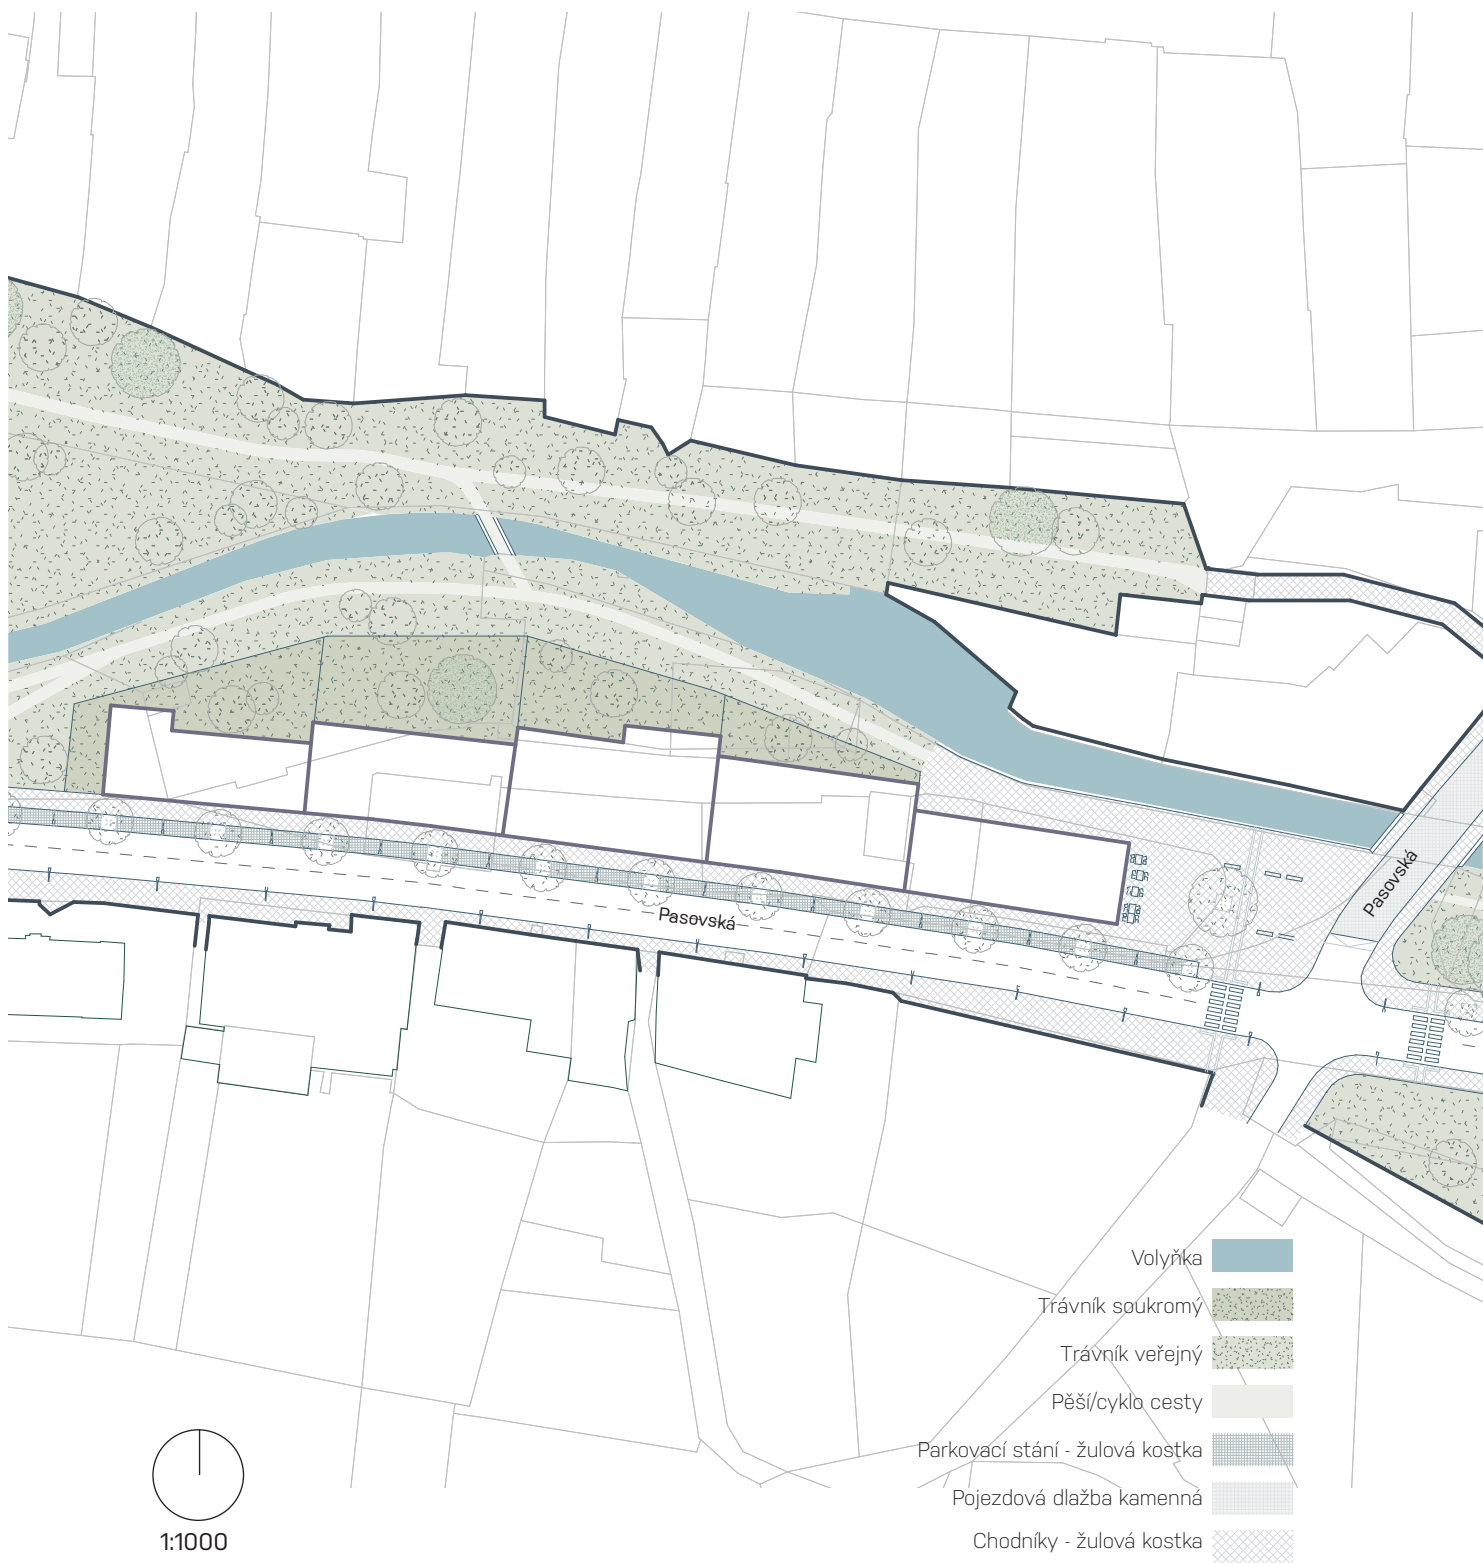 Pasovská
Pasovská
Volyňka
Trávník soukromý
Trávník veřejný
Pěší/cyklo cesty
Parkovací stání - žulová kostka
Pojezdová dlažba kamenná
Chodníky - žulová kostka
1:1000